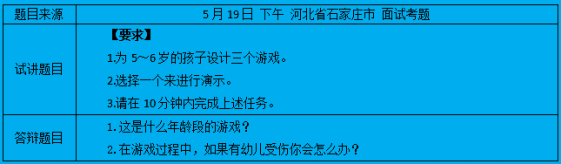 题目来源 5月19日 下午 河北省石家庄市 面试考题
试讲题目
【要求】
1.为5～6岁的孩子设计三个游戏。
2.选择一个来进行演示。
3.请在10分钟内完成上述任务。
答辩题目
1.这是什么年龄段的游戏？
2.在游戏过程中，如果有幼儿受伤你会怎么办？